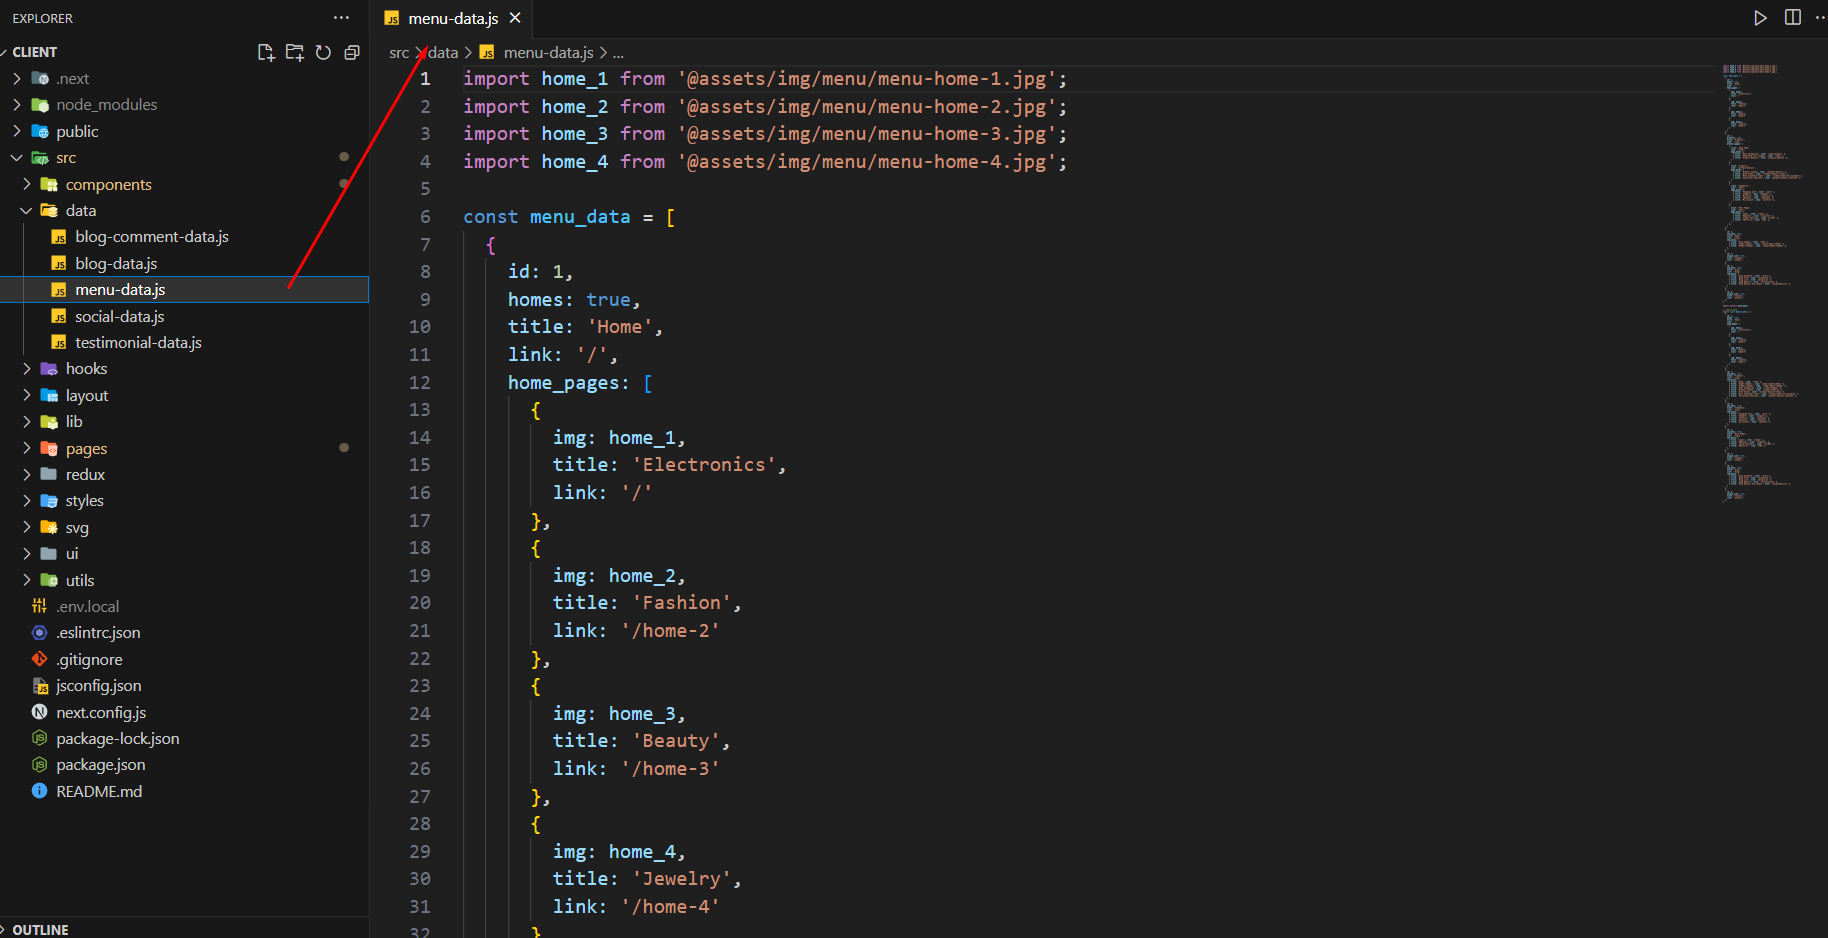 EXPLORER
CLIENT
.next
node_modules
public
src
components
data
blog-comment-data.js
blog-data.js
menu-data.js
social-data.js
testimonial-data.js
hooks
layout
lib
pages
redux
styles
svg
ui
utils
.env.local
.eslintrc.json
.gitignore
jsconfig.json
next.config.js
package-lock.json
package.json
README.md
OUTLINE
menu-data.js
src > data > menu-data.js > ...
1 import home_1 from '@assets/img/menu/menu-home-1.jpg';
2 import home_2 from '@assets/img/menu/menu-home-2.jpg';
3 import home_3 from '@assets/img/menu/menu-home-3.jpg';
4 import home_4 from '@assets/img/menu/menu-home-4.jpg';
5
6 const menu_data = [
7 {
8 id: 1,
9 homes: true,
10 title: 'Home',
11 link: '/',
12 home_pages: [
13 {
14 img: home_1,
15 title: 'Electronics',
16 link: '/'
17 },
18 {
19 img: home_2,
20 title: 'Fashion',
21 link: '/home-2'
22 },
23 {
24 img: home_3,
25 title: 'Beauty',
26 link: '/home-3'
27 },
28 {
29 img: home_4,
30 title: 'Jewelry',
31 link: '/home-4'
32 }